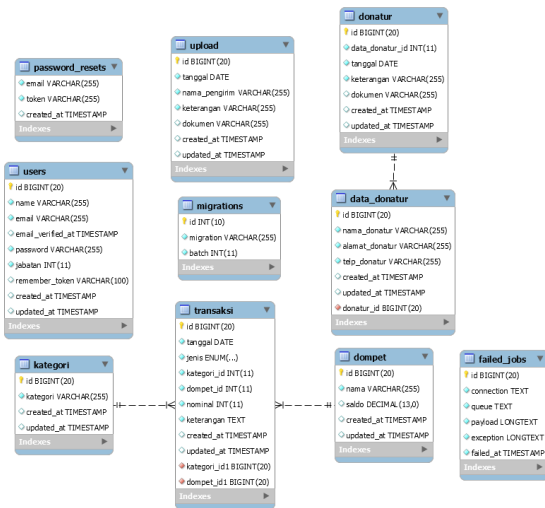 password_resets
email VARCHAR(255)
token VARCHAR(255)
created_at TIMESTAMP
Indexes
upload
id BIGINT(20)
tanggal DATE
nama_pengirim VARCHAR(255)
keterangan VARCHAR(255)
dokumen VARCHAR(255)
created_at TIMESTAMP
updated_at TIMESTAMP
Indexes
donatur
id BIGINT(20)
data_donatur_id INT(11)
tanggal DATE
keterangan VARCHAR(255)
dokumen VARCHAR(255)
created_at TIMESTAMP
updated_at TIMESTAMP
Indexes
users
id BIGINT(20)
name VARCHAR(255)
email VARCHAR(255)
email_verified_at TIMESTAMP
password VARCHAR(255)
jabatan INT(11)
remember_token VARCHAR(100)
created_at TIMESTAMP
updated_at TIMESTAMP
Indexes
migrations
id INT(10)
migration VARCHAR(255)
batch INT(11)
Indexes
data_donatur
id BIGINT(20)
nama_donatur VARCHAR(255)
alamat_donatur VARCHAR(255)
telp_donatur VARCHAR(255)
created_at TIMESTAMP
updated_at TIMESTAMP
donatur_id BIGINT(20)
Indexes
kategori
id BIGINT(20)
kategori VARCHAR(255)
created_at TIMESTAMP
updated_at TIMESTAMP
Indexes
transaksi
id BIGINT(20)
tanggal DATE
jenis ENUM(...)
kategori_id INT(11)
dompet_id INT(11)
nominal INT(11)
keterangan TEXT
created_at TIMESTAMP
updated_at TIMESTAMP
kategori_id1 BIGINT(20)
dompet_id1 BIGINT(20)
Indexes
dompet
id BIGINT(20)
nama VARCHAR(255)
saldo DECIMAL(13,0)
created_at TIMESTAMP
updated_at TIMESTAMP
Indexes
failed_jobs
id BIGINT(20)
connection TEXT
queue TEXT
payload LONGTEXT
exception LONGTEXT
failed_at TIMESTAMP
Indexes